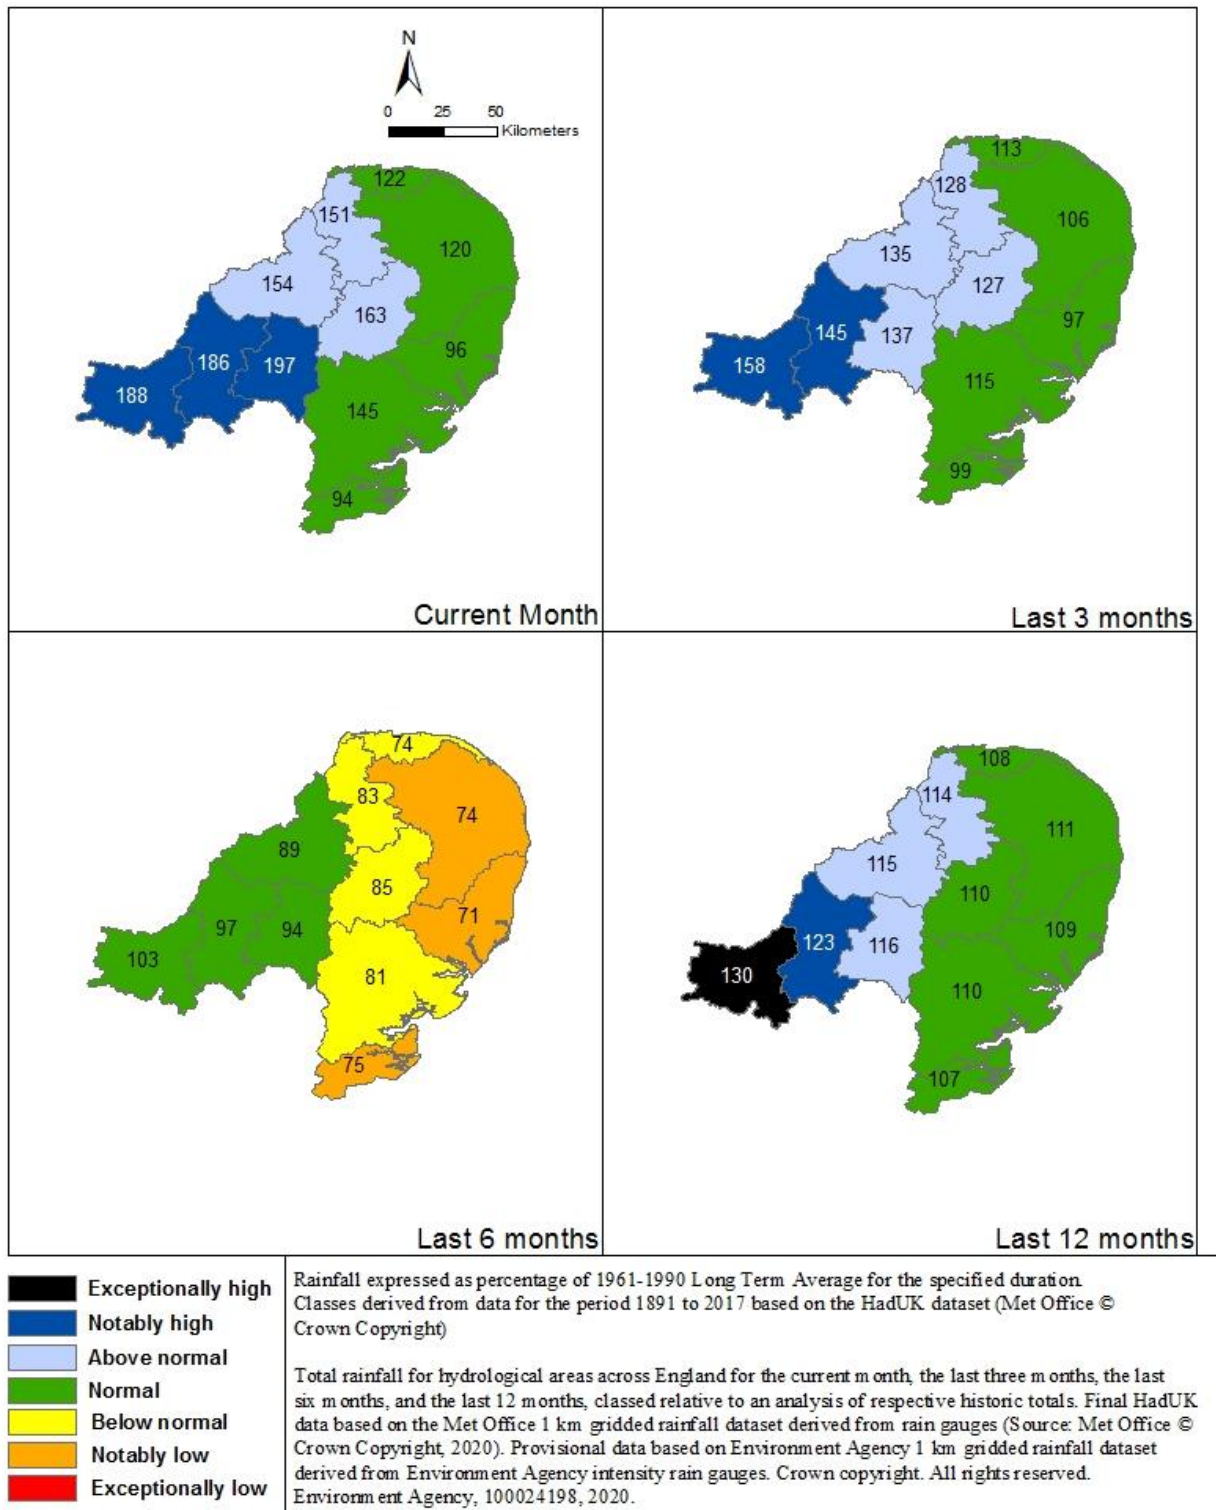 N
0 25 50
Kilometers
122
151
120
154
163
96
186
197
188
145
94
Current Month
113
128
106
135
127
97
145
137
158
115
99
Last 3 months
74
83
74
89
85
71
97
94
103
81
75
Last 6 months
108
114
111
115
110
109
123
116
130
110
107
Last 12 months
Exceptionally high
Notably high
Above normal
Normal
Below normal
Notably low
Exceptionally low
Rainfall expressed as percentage of 1961-1990 Long Term Average for the specified duration.
Classes derived from data for the period 1891 to 2017 based on the HadUK dataset (Met Office ©
Crown Copyright)
Total rainfall for hydrological areas across England for the current month, the last three months, the last
six months, and the last 12 months, classed relative to an analysis of respective historic totals. Final HadUK
data based on the Met Office 1 km gridded rainfall dataset derived from rain gauges (Source: Met Office ©
Crown Copyright, 2020). Provisional data based on Environment Agency 1 km gridded rainfall dataset
derived from Environment Agency intensity rain gauges. Crown copyright. All rights reserved.
Environment Agency, 100024198, 2020.